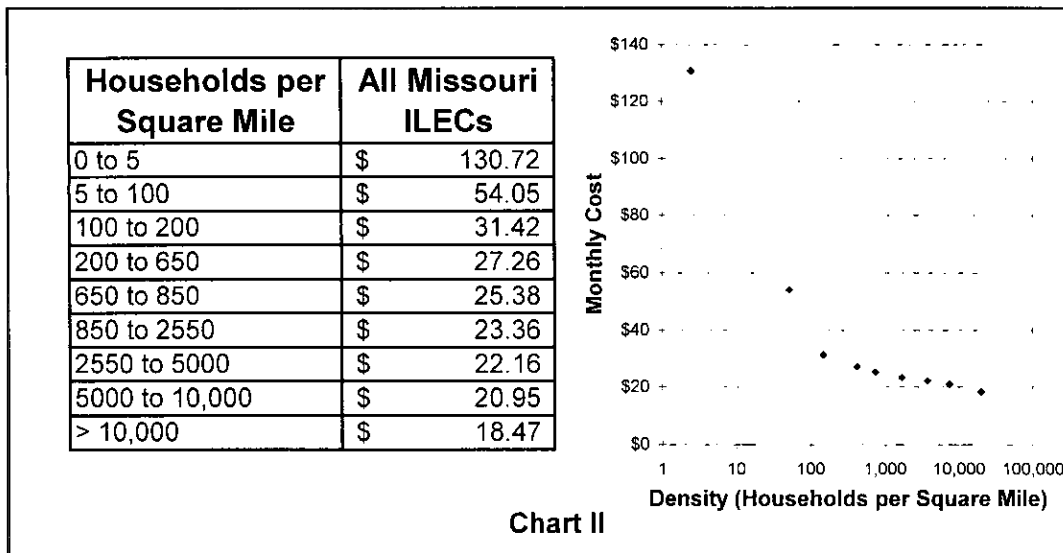 Households per Square Mile | All Missouri ILECs
0 to 5 | $ 130.72
5 to 100 | $ 54.05
100 to 200 | $ 31.42
200 to 650 | $ 27.26
650 to 850 | $ 25.38
850 to 2550 | $ 23.36
2550 to 5000 | $ 22.16
5000 to 10,000 | $ 20.95
> 10,000 | $ 18.47
Monthly Cost
$140
$120
$100
$80
$60
$40
$20
$0
1 10 100 1,000 10,000 100,000
Density (Households per Square Mile)
Chart II